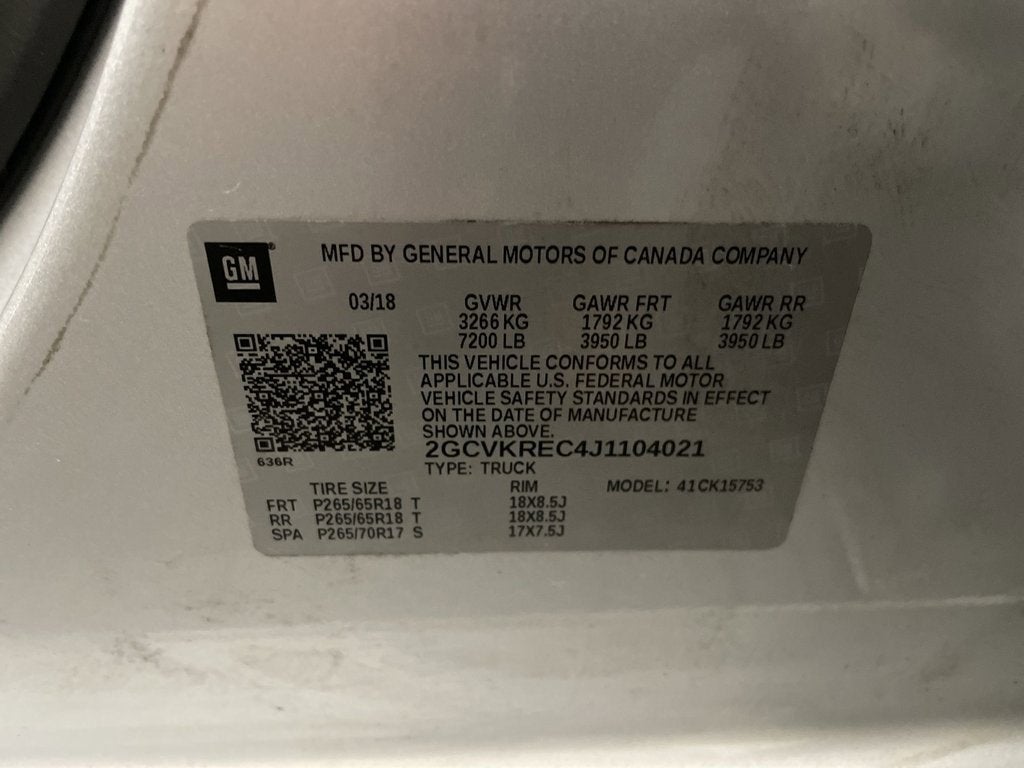 GM ®
MFD BY GENERAL MOTORS OF CANADA COMPANY
03/18 GVWR GAWR FRT GAWR RR
3266 KG 1792 KG 1792 KG
7200 LB 3950 LB 3950 LB
THIS VEHICLE CONFORMS TO ALL
APPLICABLE U.S. FEDERAL MOTOR
VEHICLE SAFETY STANDARDS IN EFFECT
ON THE DATE OF MANUFACTURE
SHOWN ABOVE.
2GCVKREC4J1104021
636R
TYPE: TRUCK
TIRE SIZE RIM MODEL: 41CK15753
FRT P265/65R18 T 18X8.5J
RR P265/65R18 T 18X8.5J
SPA P265/70R17 S 17X7.5J